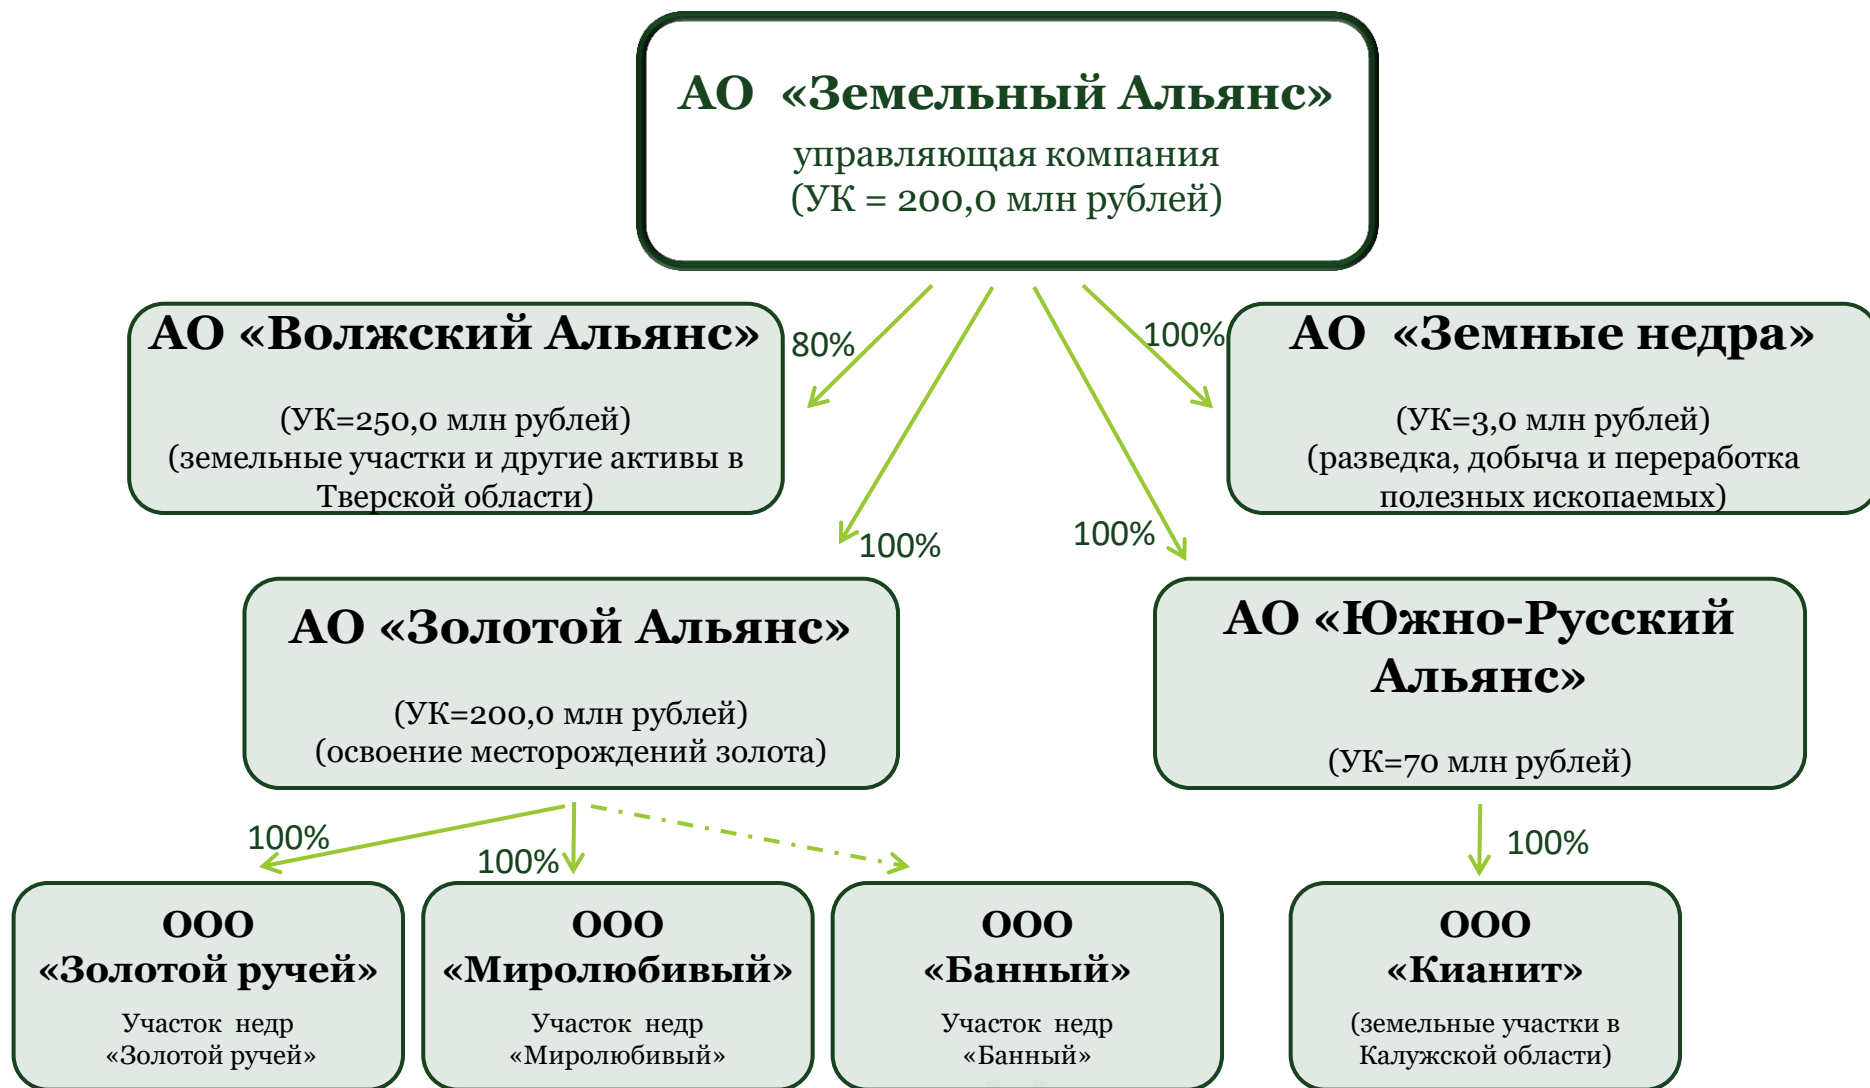 АО «Земельный Альянс»
управляющая компания
(УК = 200,0 млн рублей)
АО «Волжский Альянс»
(УК=250,0 млн рублей)
(земельные участки и другие активы в
Тверской области)
80%
100%
АО «Земные недра»
(УК=3,0 млн рублей)
(разведка, добыча и переработка
полезных ископаемых)
100%
100%
АО «Золотой Альянс»
(УК=200,0 млн рублей)
(освоение месторождений золота)
АО «Южно-Русский
Альянс»
(УК=70 млн рублей)
100%
100%
100%
ООО
«Золотой ручей»
Участок недр
«Золотой ручей»
ООО
«Миролюбивый»
Участок недр
«Миролюбивый»
ООО
«Банный»
Участок недр
«Банный»
ООО
«Кианит»
(земельные участки в
Калужской области)